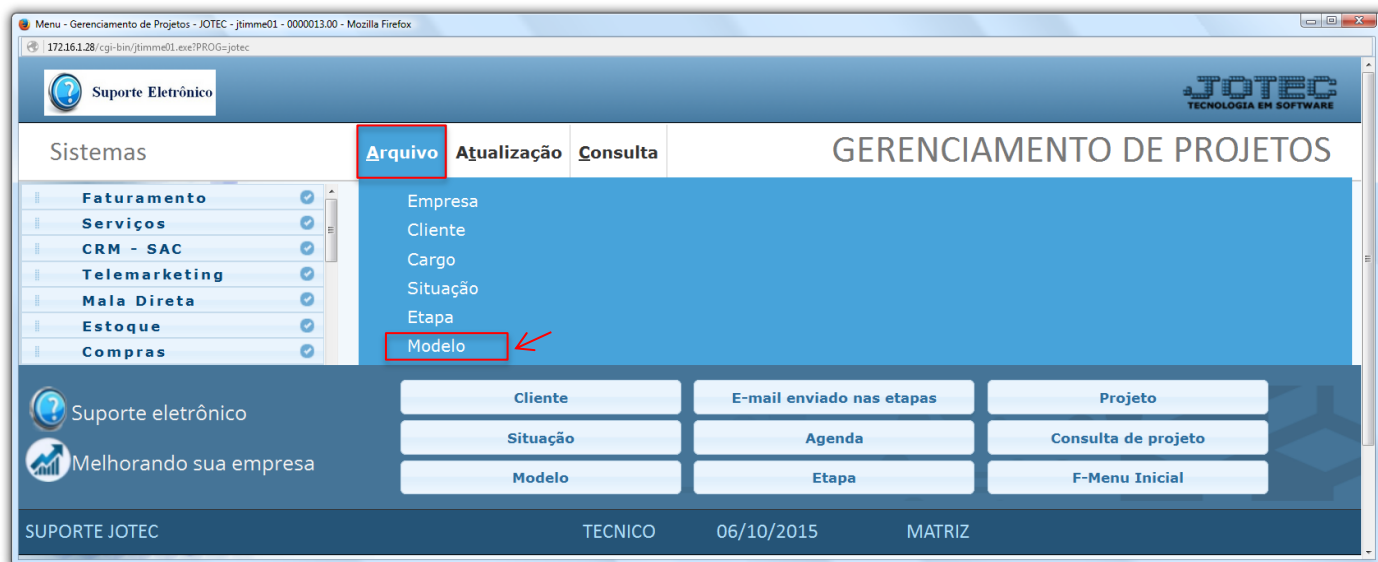 Menu - Gerenciamento de Projetos - JOTEC - jtimme01 - 0000013.00 - Mozilla Firefox
172.16.1.28/cgi-bin/jtimme01.exe?PROG=jotec
Suporte Eletrônico
JOTEC
TECNOLOGIA EM SOFTWARE
Sistemas
Arquivo Atualização Consulta
GERENCIAMENTO DE PROJETOS
Faturamento
Serviços
CRM - SAC
Telemarketing
Mala Direta
Estoque
Compras
Empresa
Cliente
Cargo
Situação
Etapa
Modelo
Suporte eletrônico
Melhorando sua empresa
Cliente E-mail enviado nas etapas Projeto
Situação Agenda Consulta de projeto
Modelo Etapa F-Menu Inicial
SUPORTE JOTEC TECNICO 06/10/2015 MATRIZ